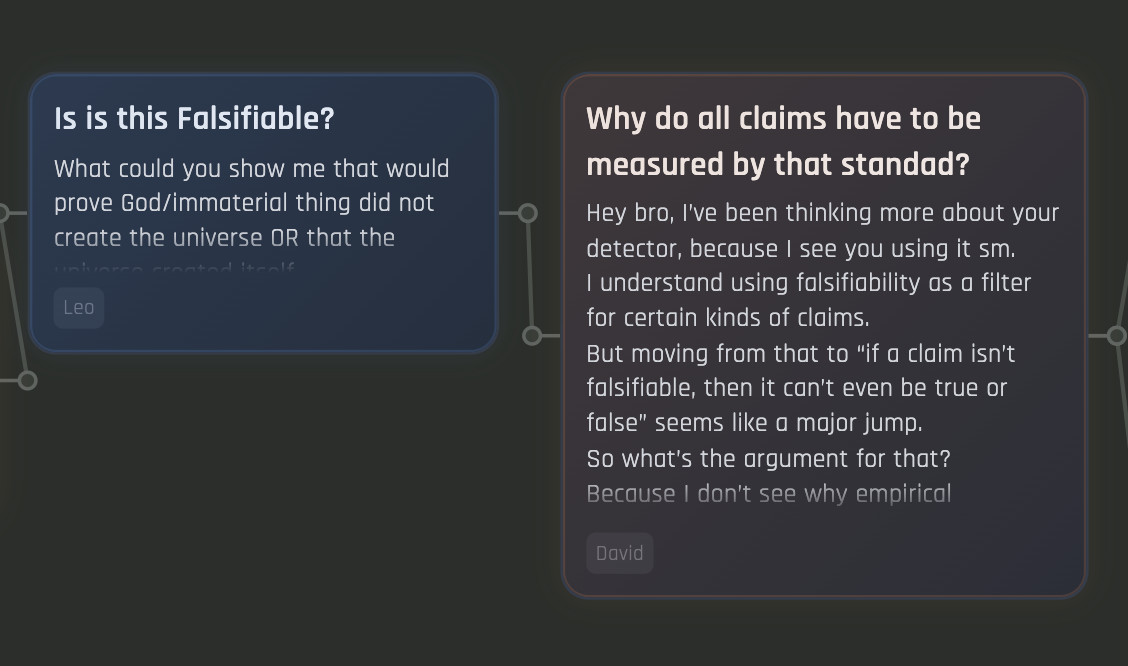 Is is this Falsifiable?
What could you show me that would
prove God/immaterial thing did not
create the universe OR that the
universe created itself
Leo
Why do all claims have to be
measured by that standad?
Hey bro, I've been thinking more about your
detector, because I see you using it sm.
I understand using falsifiability as a filter
for certain kinds of claims.
But moving from that to “if a claim isn't
falsifiable, then it can't even be true or
false” seems like a major jump.
So what's the argument for that?
Because I don't see why empirical
David